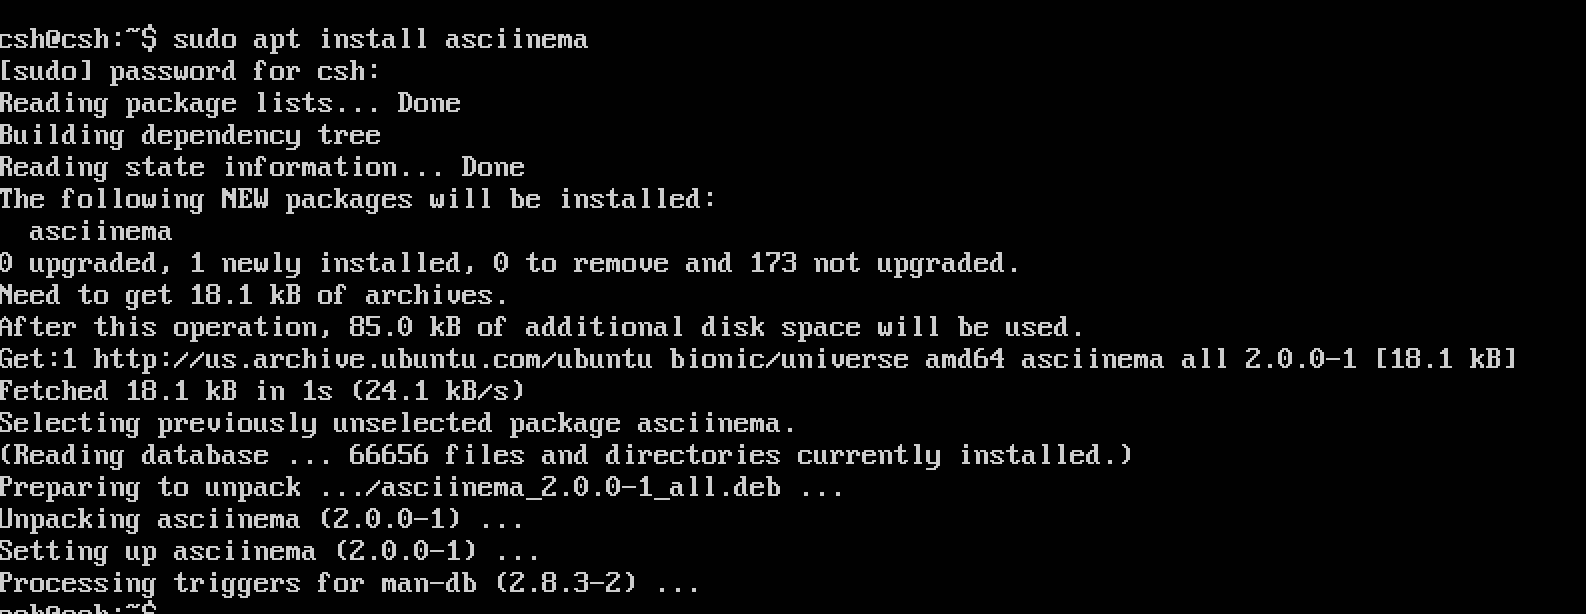 csh@csh:~$ sudo apt install asciinema
[sudo] password for csh:
Reading package lists... Done
Building dependency tree
Reading state information... Done
The following NEW packages will be installed:
  asciinema
0 upgraded, 1 newly installed, 0 to remove and 173 not upgraded.
Need to get 18.1 kB of archives.
After this operation, 85.0 kB of additional disk space will be used.
Get:1 http://us.archive.ubuntu.com/ubuntu bionic/universe amd64 asciinema all 2.0.0-1 [18.1 kB]
Fetched 18.1 kB in 1s (24.1 kB/s)
Selecting previously unselected package asciinema.
(Reading database ... 66656 files and directories currently installed.)
Preparing to unpack .../asciinema_2.0.0-1_all.deb ...
Unpacking asciinema (2.0.0-1) ...
Setting up asciinema (2.0.0-1) ...
Processing triggers for man-db (2.8.3-2) ...
csh@csh:~$